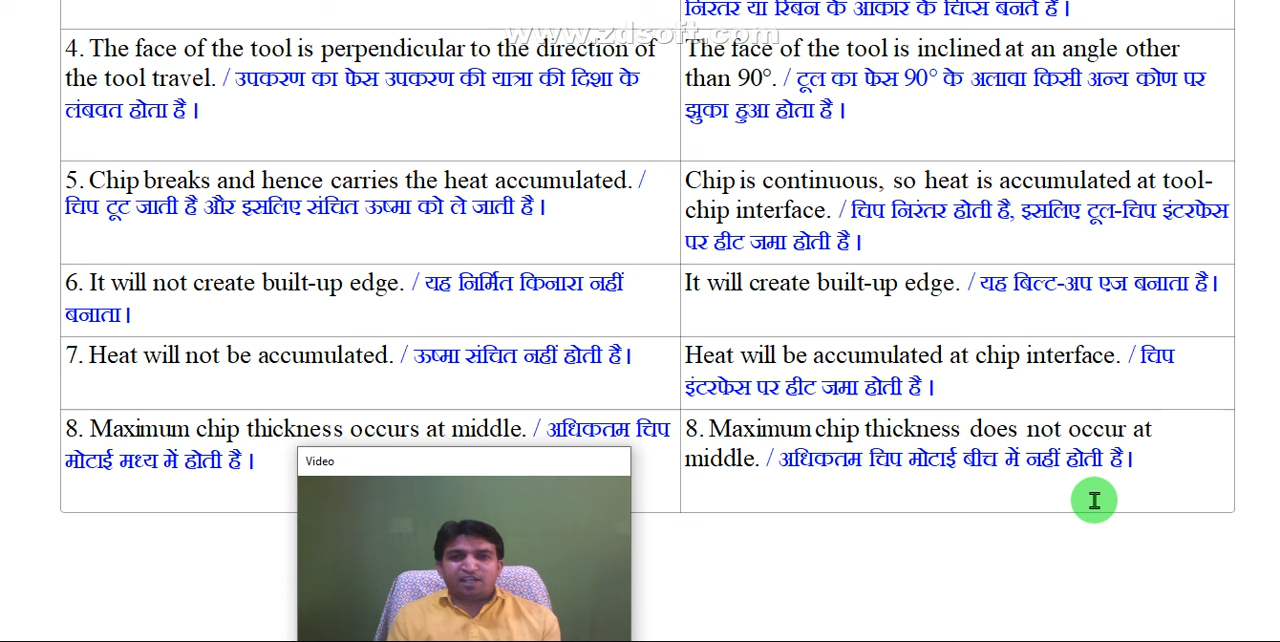 निरंतर या रिबन के आकार के चिप्स बनते हैं।
www.zdsoft.com
4. The face of the tool is perpendicular to the direction of
the tool travel. / उपकरण का फेस उपकरण की यात्रा की दिशा के
लंबवत होता है।
The face of the tool is inclined at an angle other
than 90°. / टूल का फेस 90° के अलावा किसी अन्य कोण पर
झुका हुआ होता है।
5. Chip breaks and hence carries the heat accumulated. /
चिप टूट जाती है और इसलिए संचित ऊष्मा को ले जाती है।
Chip is continuous, so heat is accumulated at tool-
chip interface. / चिप निरंतर होती है, इसलिए टूल-चिप इंटरफेस
पर हीट जमा होती है।
6. It will not create built-up edge. / यह निर्मित किनारा नहीं
बनाता।
It will create built-up edge. / यह बिल्ट-अप एज बनाता है।
7. Heat will not be accumulated. / ऊष्मा संचित नहीं होती है।
Heat will be accumulated at chip interface. / चिप
इंटरफेस पर हीट जमा होती है।
8. Maximum chip thickness occurs at middle. / अधिकतम चिप
मोटाई मध्य में होती है।
8. Maximum chip thickness does not occur at
middle. / अधिकतम चिप मोटाई बीच में नहीं होती है।
Video